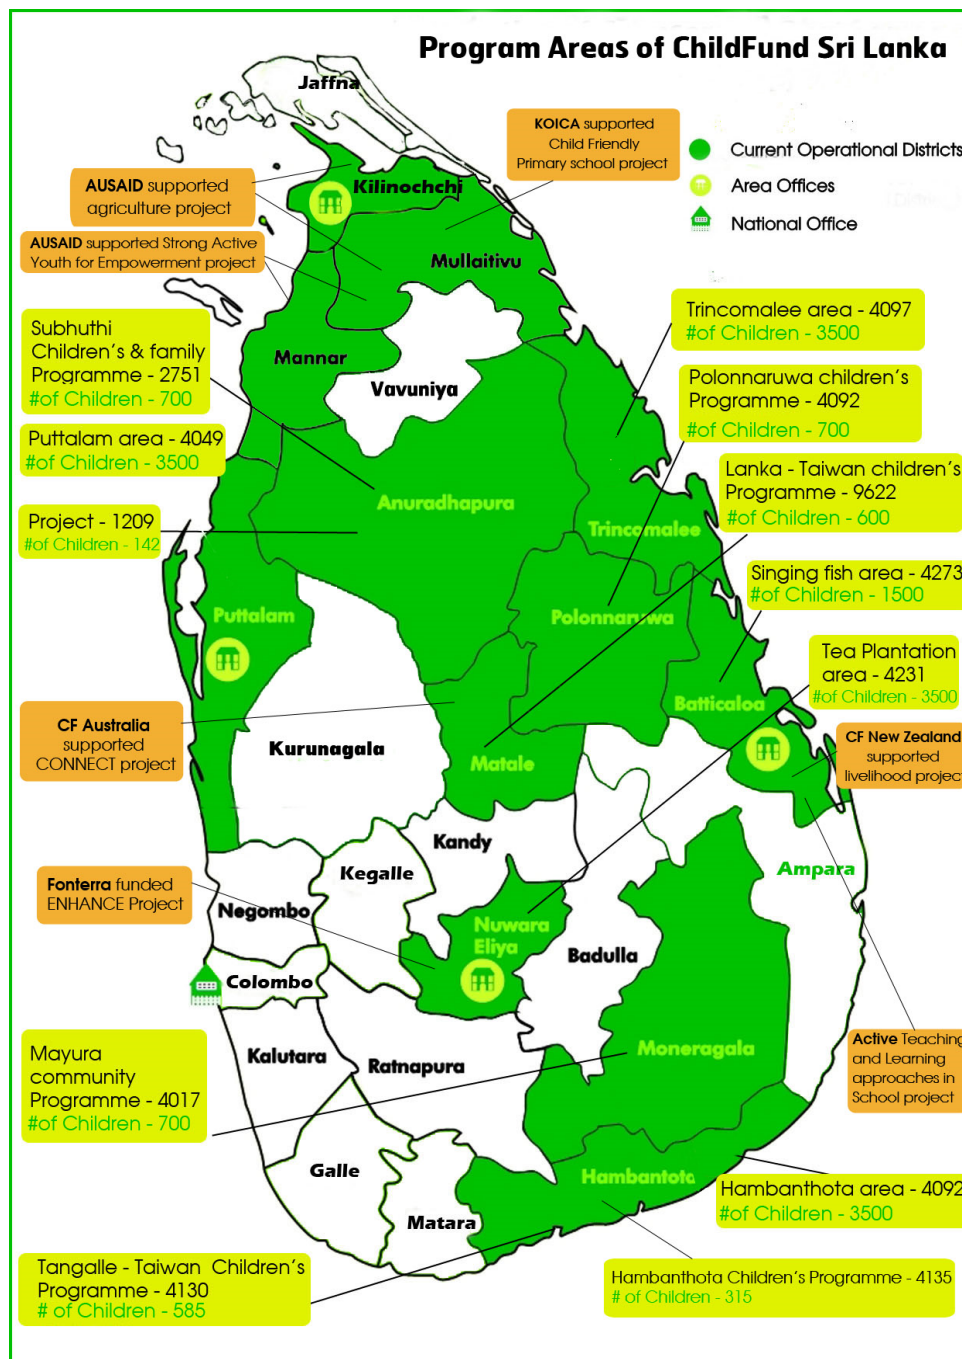 Program Areas of ChildFund Sri Lanka
Jaffna
KOICA supported
Child Friendly
Primary school project
Current Operational Districts
Area Offices
National Office
AUSAID supported
agriculture project
Kilinochchi
AUSAID supported Strong Active
Youth for Empowerment project
Mullaitivu
Subhuthi
Children's & family
Programme - 2751
#of Children - 700
Mannar
Vavuniya
Trincomalee area - 4097
#of Children - 3500
Polonnaruwa children's
Programme - 4092
#of Children - 700
Puttalam area - 4049
#of Children - 3500
Lanka - Taiwan children's
Programme - 9622
#of Children - 600
Project - 1209
#of Children - 142
Anuradhapura
Trincomalee
Singing fish area - 4273
#of Children - 1500
Puttalam
Polonnaruwa
Tea Plantation
area - 4231
#of Children - 3500
CF Australia
supported
CONNECT project
Kurunagala
Matale
Batticaloa
CF New Zealand
supported
livelihood project
Kandy
Kegalle
Ampara
Fonterra funded
ENHANCE Project
Negombo
Nuwara
Eliya
Badulla
Colombo
Mayura
community
Programme - 4017
#of Children - 700
Kalutara
Ratnapura
Moneragala
Active Teaching
and Learning
approaches in
School project
Galle
Matara
Hambantota
Hambanthota area - 4092
#of Children - 3500
Tangalle - Taiwan Children's
Programme - 4130
# of Children - 585
Hambanthota Children's Programme - 4135
# of Children - 315